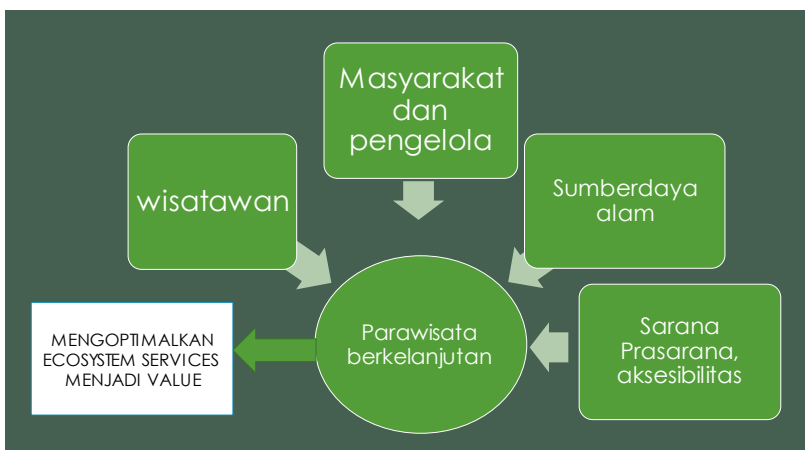 Masyarakat
dan
pengelola
wisatawan
Sumberdaya
alam
Parawisata
berkelanjutan
Sarana
Prasarana,
aksesibilitas
MENGOPTIMALKAN
ECOSYSTEM SERVICES
MENJADI VALUE